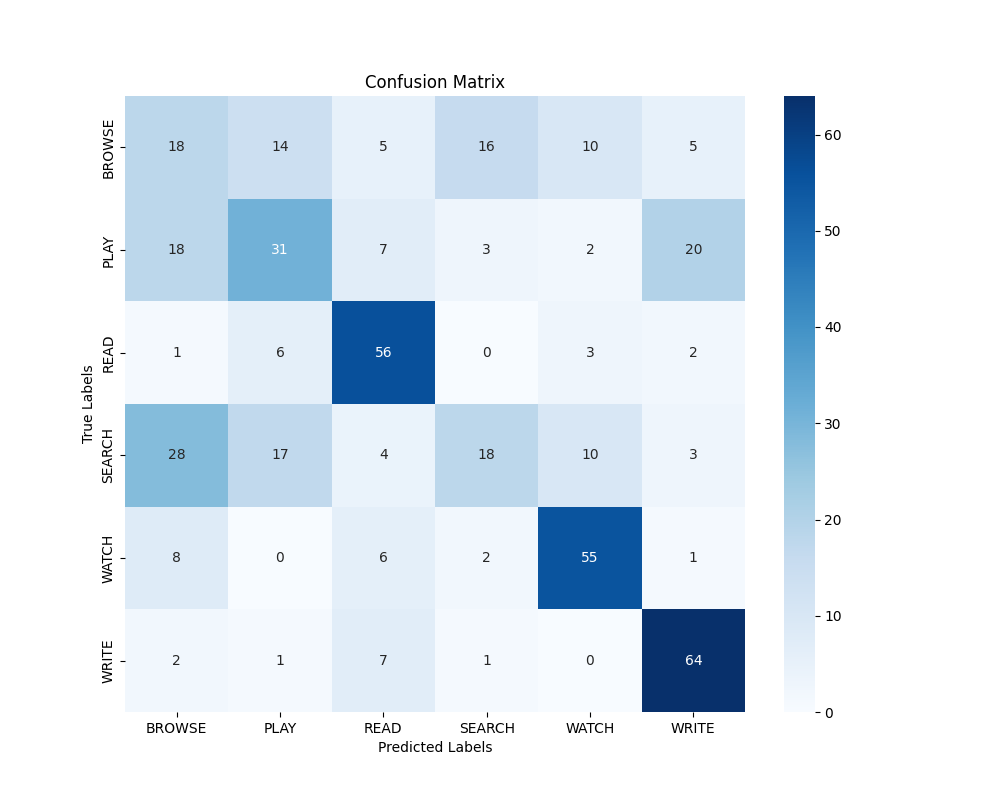 Confusion Matrix
True Labels
BROWSE 18 14 5 16 10 5
PLAY 18 31 7 3 2 20
READ 1 6 56 0 3 2
SEARCH 28 17 4 18 10 3
WATCH 8 0 6 2 55 1
WRITE 2 1 7 1 0 64
BROWSE PLAY READ SEARCH WATCH WRITE
Predicted Labels
60
50
40
30
20
10
0